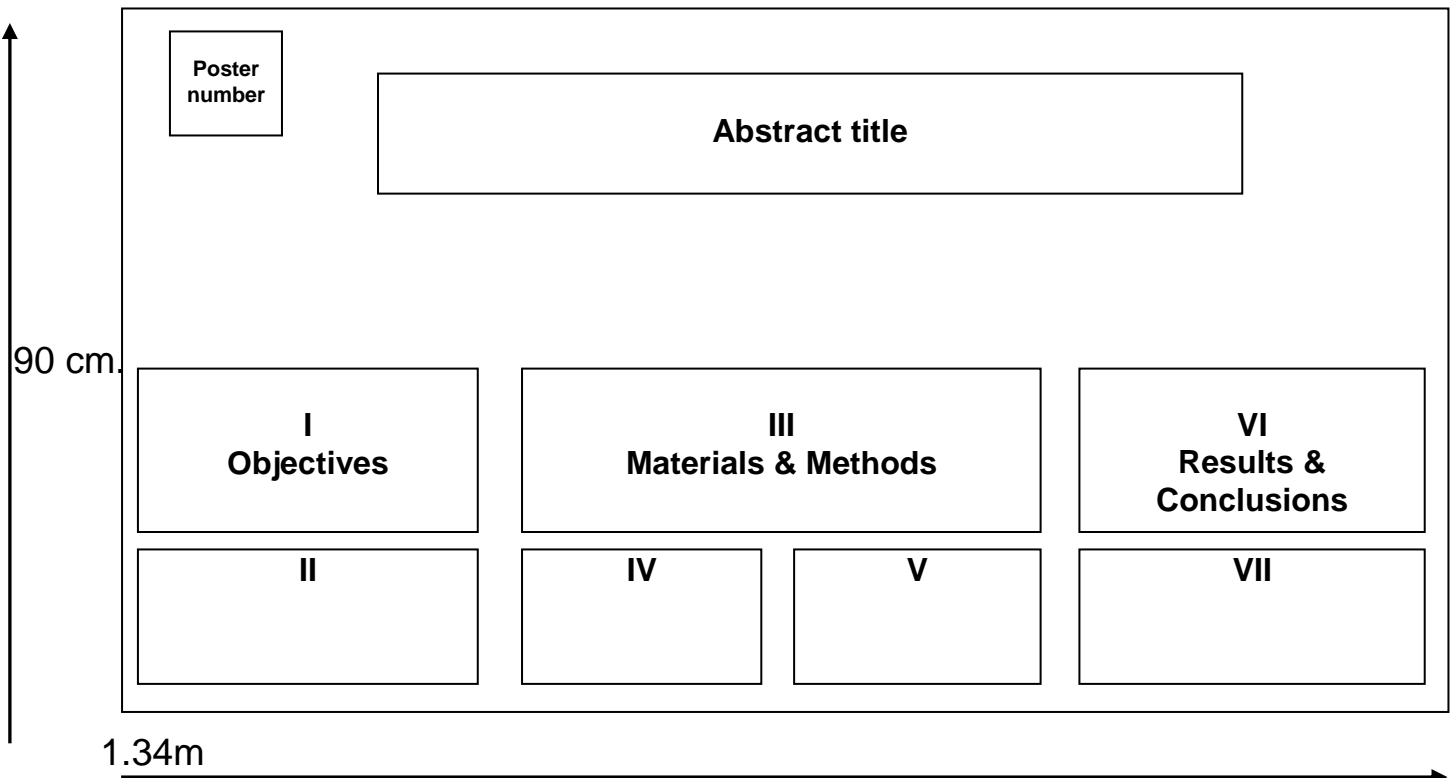 Poster
number
Abstract title
90 cm.
I
Objectives
III
Materials & Methods
VI
Results &
Conclusions
II
IV
V
VII
1.34m